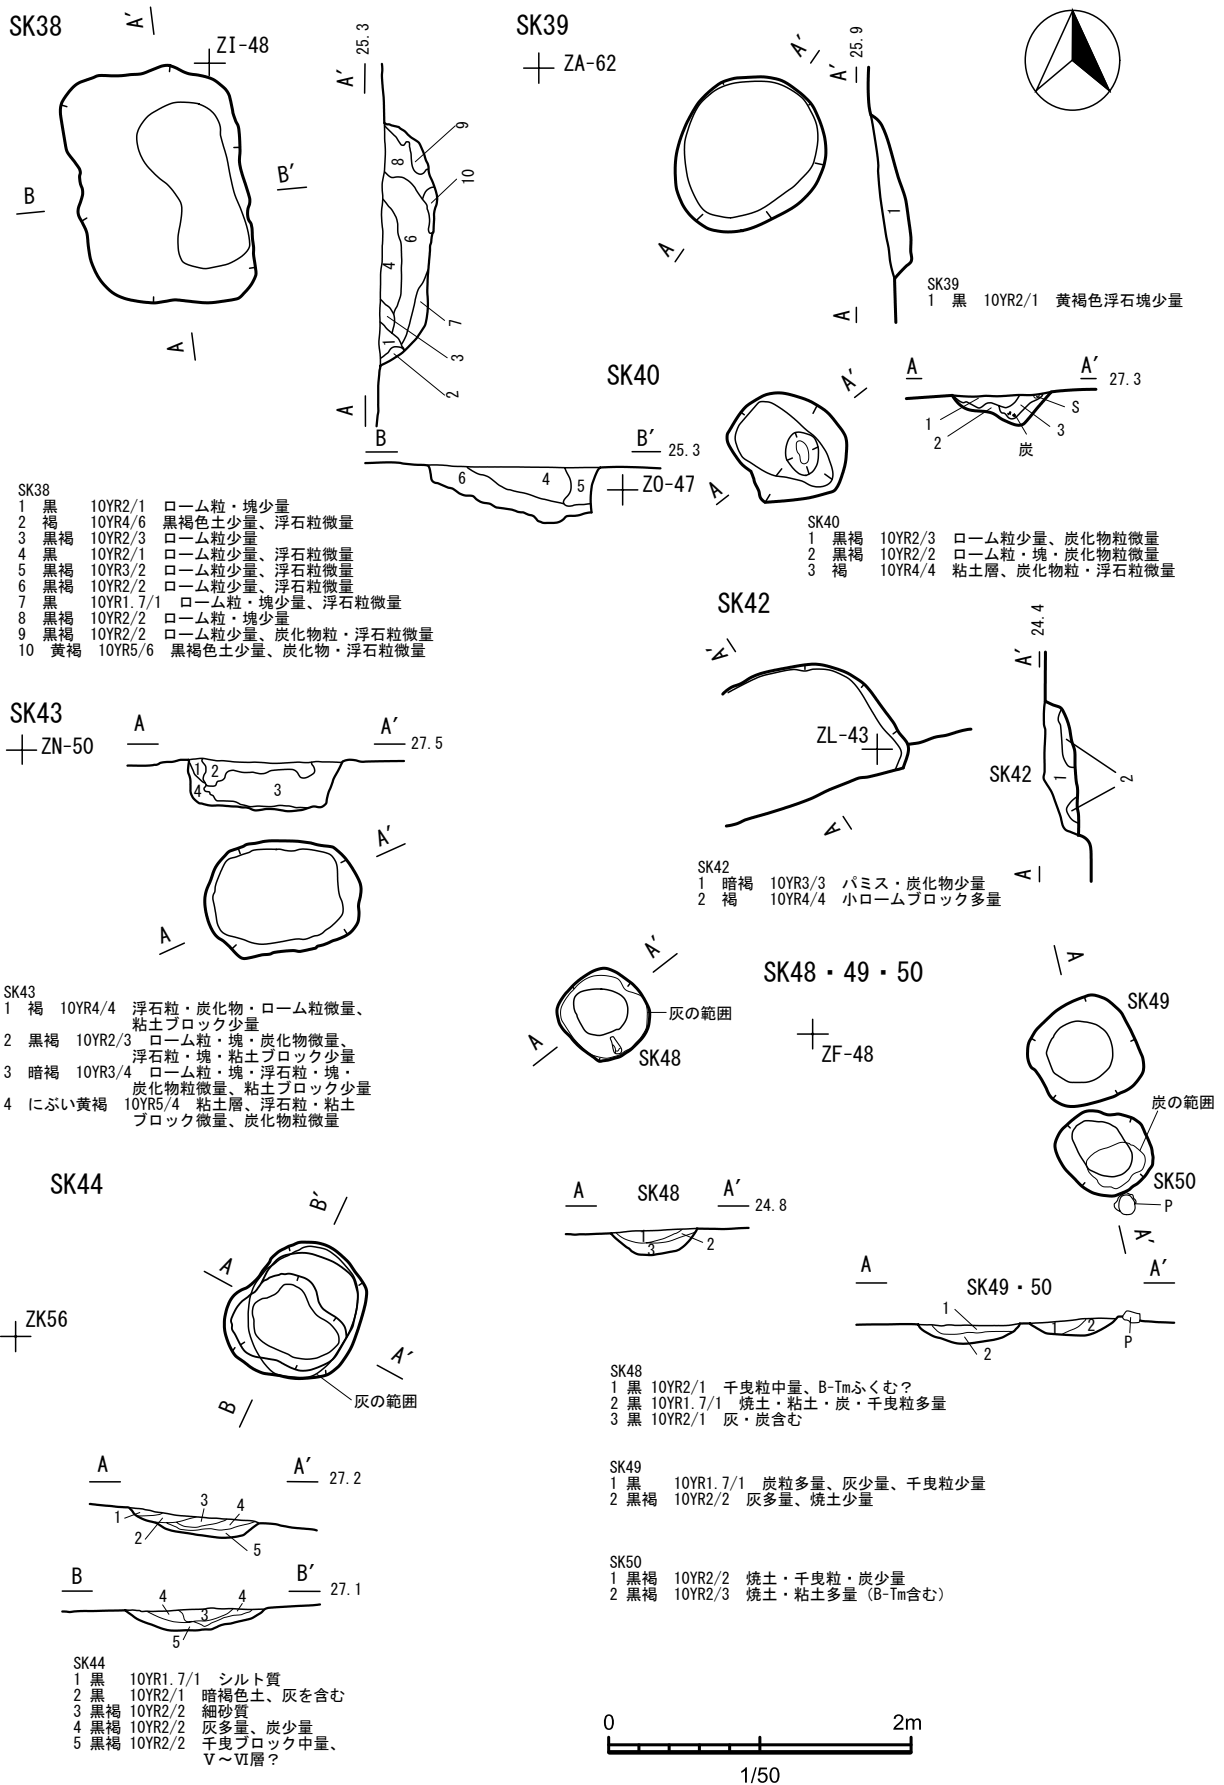 SK38
A'
ZI-48
B
B'
A
25.3
A'
8
9
10
6
4
7
1
3
2
A
B
B'
25.3
6
4
5
ZO-47
SK38
1 黒 10YR2/1 ローム粒・塊少量
2 褐 10YR4/6 黒褐色土少量、浮石粒微量
3 黒褐 10YR2/3 ローム粒少量
4 黒 10YR2/1 ローム粒少量、浮石粒微量
5 黒褐 10YR3/2 ローム粒少量、浮石粒微量
6 黒褐 10YR2/2 ローム粒少量、浮石粒微量
7 黒 10YR1.7/1 ローム粒・塊少量、浮石粒微量
8 黒褐 10YR2/2 ローム粒・塊少量
9 黒褐 10YR2/2 ローム粒少量、炭化物粒・浮石粒微量
10 黄褐 10YR5/6 黒褐色土少量、炭化物・浮石粒微量
SK39
ZA-62
A'
A
25.9
A'
1
A
SK39
1 黒 10YR2/1 黄褐色浮石塊少量
SK40
A'
A
A
A'
27.3
1
2
炭
3
S
SK40
1 黒褐 10YR2/3 ローム粒少量、炭化物粒微量
2 黒褐 10YR2/2 ローム粒・塊・炭化物粒微量
3 褐 10YR4/4 粘土層、炭化物粒・浮石粒微量
SK42
A'
ZL-43
A
24.4
A'
SK42
1
2
A
SK42
1 暗褐 10YR3/3 パミス・炭化物少量
2 褐 10YR4/4 小ロームブロック多量
SK43
ZN-50
A
A'
27.5
1
2
3
4
A'
A
SK43
1 褐 10YR4/4 浮石粒・炭化物・ローム粒微量、
粘土ブロック少量
2 黒褐 10YR2/3 ローム粒・塊・炭化物微量、
浮石粒・塊・粘土ブロック少量
3 暗褐 10YR3/4 ローム粒・塊・浮石粒・塊・
炭化物粒微量、粘土ブロック少量
4 にぶい黄褐 10YR5/4 粘土層、浮石粒・粘土
ブロック微量、炭化物粒微量
SK44
B'
A
ZK56
A'
B
灰の範囲
A
A'
27.2
1
2
3
4
5
B
B'
27.1
4
3
4
5
SK44
1 黒 10YR1.7/1 シルト質
2 黒 10YR2/1 暗褐色土、灰を含む
3 黒褐 10YR2/2 細砂質
4 黒褐 10YR2/2 灰多量、炭少量
5 黒褐 10YR2/2 千曳ブロック中量、
Ⅴ～Ⅵ層？
SK48・49・50
A'
A
灰の範囲
SK48
ZF-48
A
SK49
炭の範囲
SK50
P
A'
A
SK48
A'
24.8
3
2
A
SK49・50
A'
1
2
2
P
SK48
1 黒 10YR2/1 千曳粒中量、B-Tmふくむ？
2 黒 10YR1.7/1 焼土・粘土・炭・千曳粒多量
3 黒 10YR2/1 灰・炭含む
SK49
1 黒 10YR1.7/1 炭粒多量、灰少量、千曳粒少量
2 黒褐 10YR2/2 灰多量、焼土少量
SK50
1 黒褐 10YR2/2 焼土・千曳粒・炭少量
2 黒褐 10YR2/3 焼土・粘土多量（B-Tm含む）
0
2m
1/50